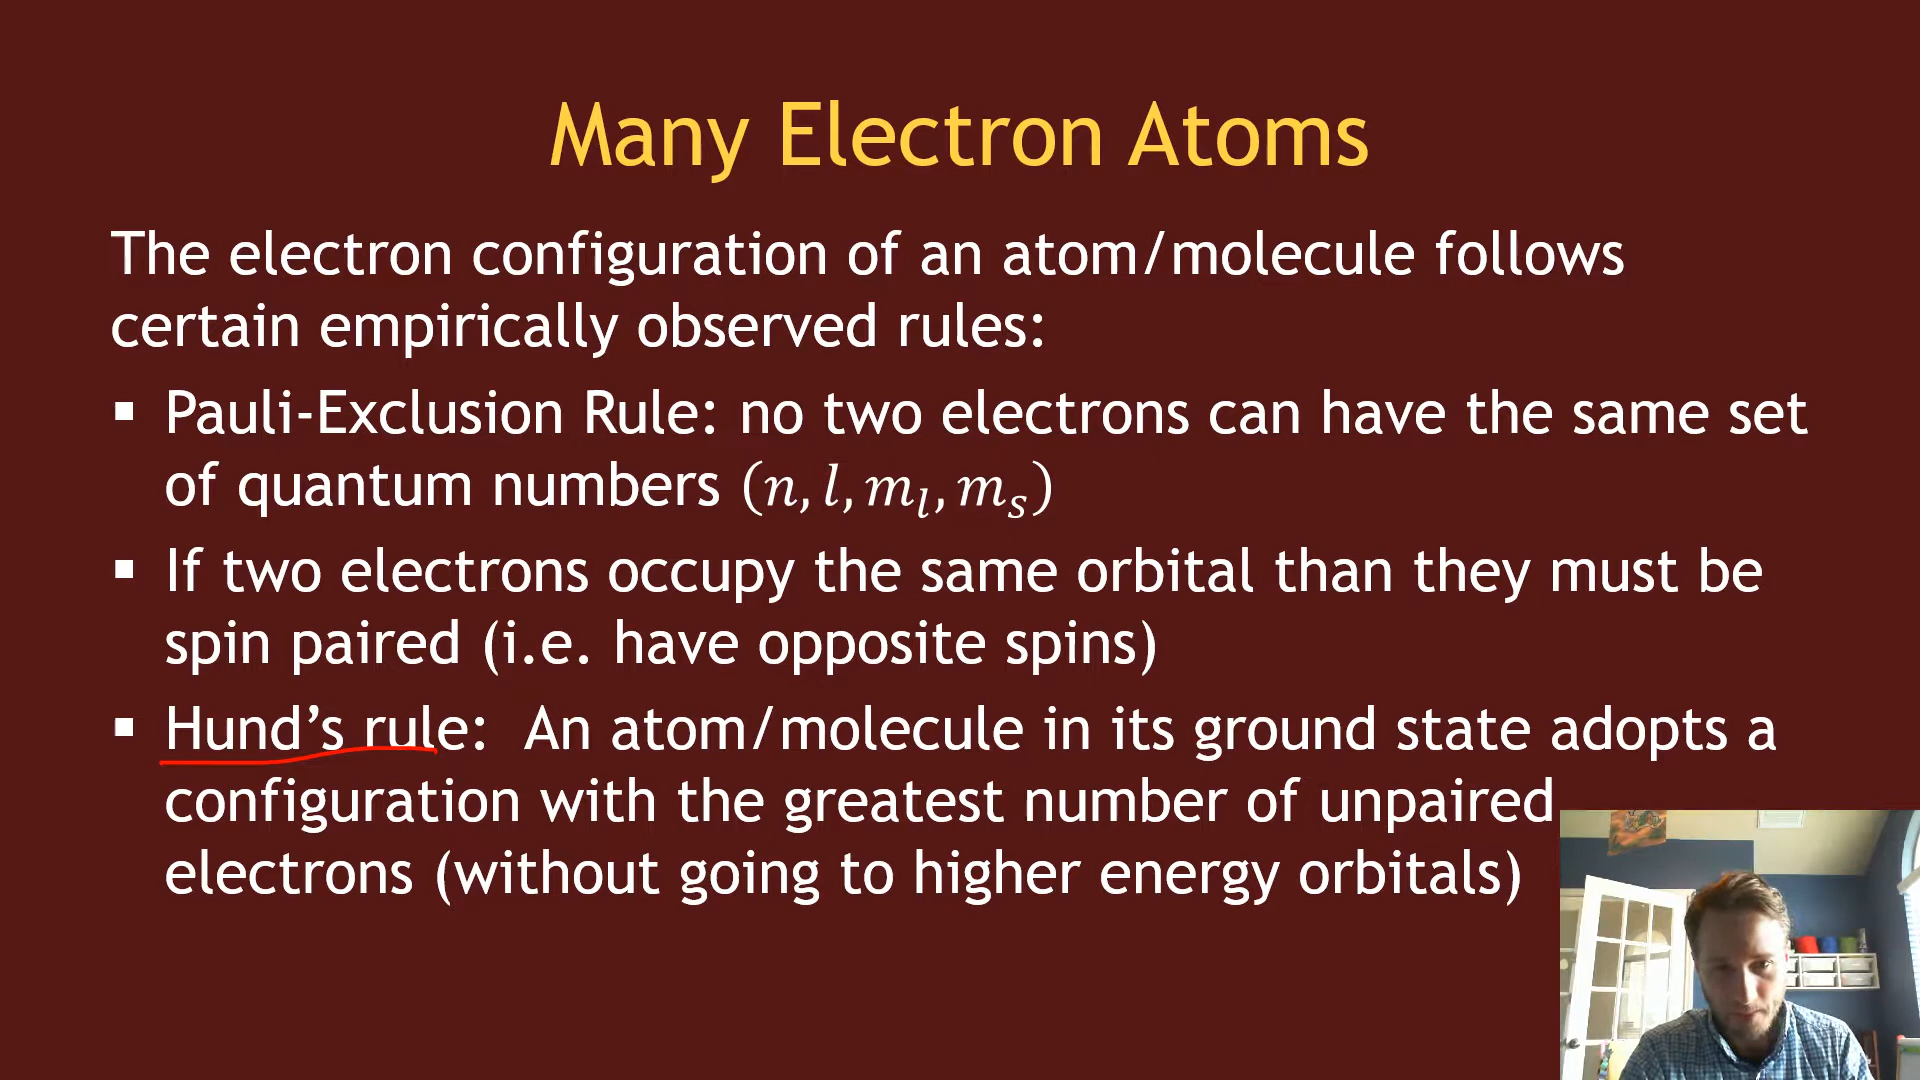 Many Electron Atoms
The electron configuration of an atom/molecule follows
certain empirically observed rules:
▪ Pauli-Exclusion Rule: no two electrons can have the same set
of quantum numbers (n, l, mₗ, mₛ)
▪ If two electrons occupy the same orbital than they must be
spin paired (i.e. have opposite spins)
▪ Hund’s rule: An atom/molecule in its ground state adopts a
configuration with the greatest number of unpaired
electrons (without going to higher energy orbitals)